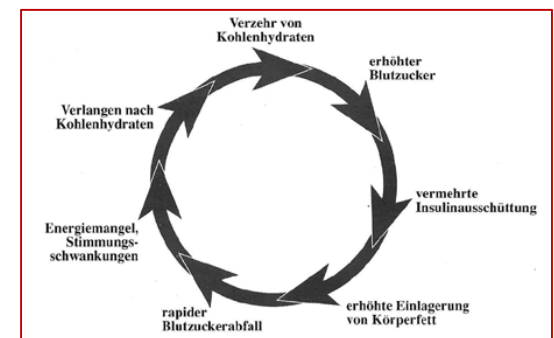 Verzehr von
Kohlenhydraten
erhöhter
Blutzucker
vermehrte
Insulinausschüttung
erhöhte Einlagerung
von Körperfett
rapider
Blutzuckerabfall
Energiemangel,
Stimmungs-
schwankungen
Verlangen nach
Kohlenhydraten